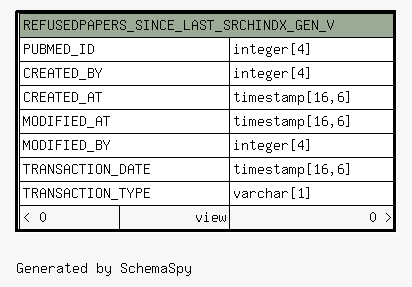 REFUSEDPAPERS_SINCE_LAST_SRCHINDX_GEN_V
PUBMED_ID integer[4]
CREATED_BY integer[4]
CREATED_AT timestamp[16,6]
MODIFIED_AT timestamp[16,6]
MODIFIED_BY integer[4]
TRANSACTION_DATE timestamp[16,6]
TRANSACTION_TYPE varchar[1]
< 0 view 0 >
Generated by SchemaSpy